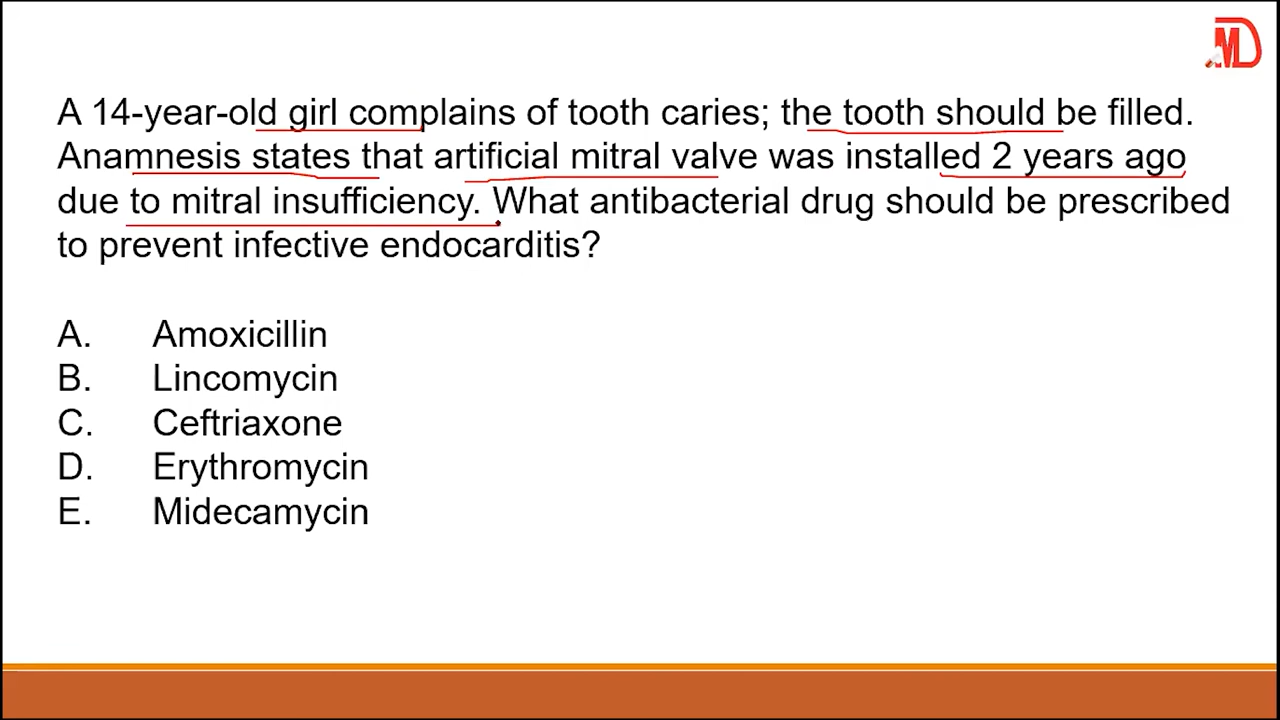 MD
A 14-year-old girl complains of tooth caries; the tooth should be filled.
Anamnesis states that artificial mitral valve was installed 2 years ago
due to mitral insufficiency. What antibacterial drug should be prescribed
to prevent infective endocarditis?
A. Amoxicillin
B. Lincomycin
C. Ceftriaxone
D. Erythromycin
E. Midecamycin